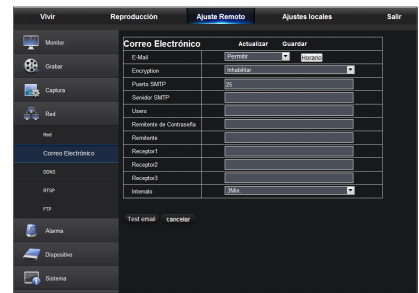 Vivir Reproducción Ajuste Remoto Ajustes locales Salir
Monitor
Grabar
Captura
Red
Red
Correo Electrónico
DDNS
RTSP
FTP
Alarma
Dispositivo
Sistema
Correo Electrónico Actualizar Guardar
E-Mail Permitir Horario
Encryption Inhabilitar
Puerto SMTP 25
Servidor SMTP
Users
Remitente de Contraseña
Remitente
Receptor1
Receptor2
Receptor3
Intervalo 3Min.
Test email cancelar